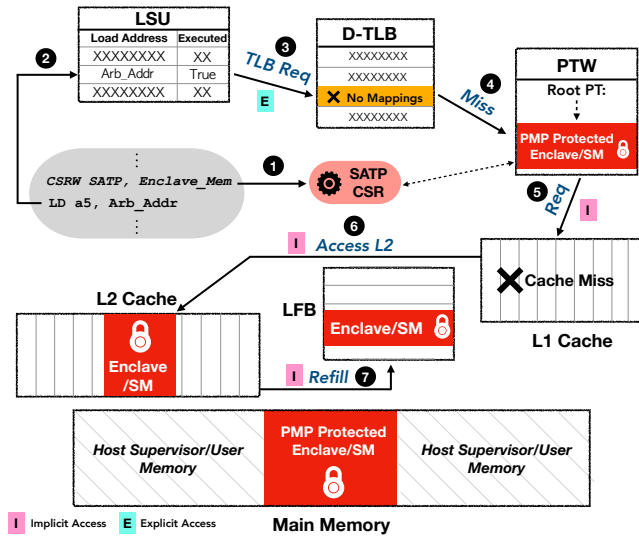 LSU
Load Address Executed
XXXXXXXX XX
Arb_Addr True
XXXXXXXX XX
2
3
TLB Req
E
D-TLB
XXXXXXXX
XXXXXXXX
No Mappings
XXXXXXXX
4
Miss
PTW
Root PT:
PMP Protected
Enclave/SM
CSRW SATP, Enclave_Mem
LD a5, Arb_Addr
1
SATP
CSR
5
Req
I
6
I Access L2
Cache Miss
L1 Cache
L2 Cache
Enclave
/SM
LFB
Enclave/SM
I Refill 7
Host Supervisor/User
Memory
PMP Protected
Enclave/SM
Host Supervisor/User
Memory
I Implicit Access E Explicit Access
Main Memory